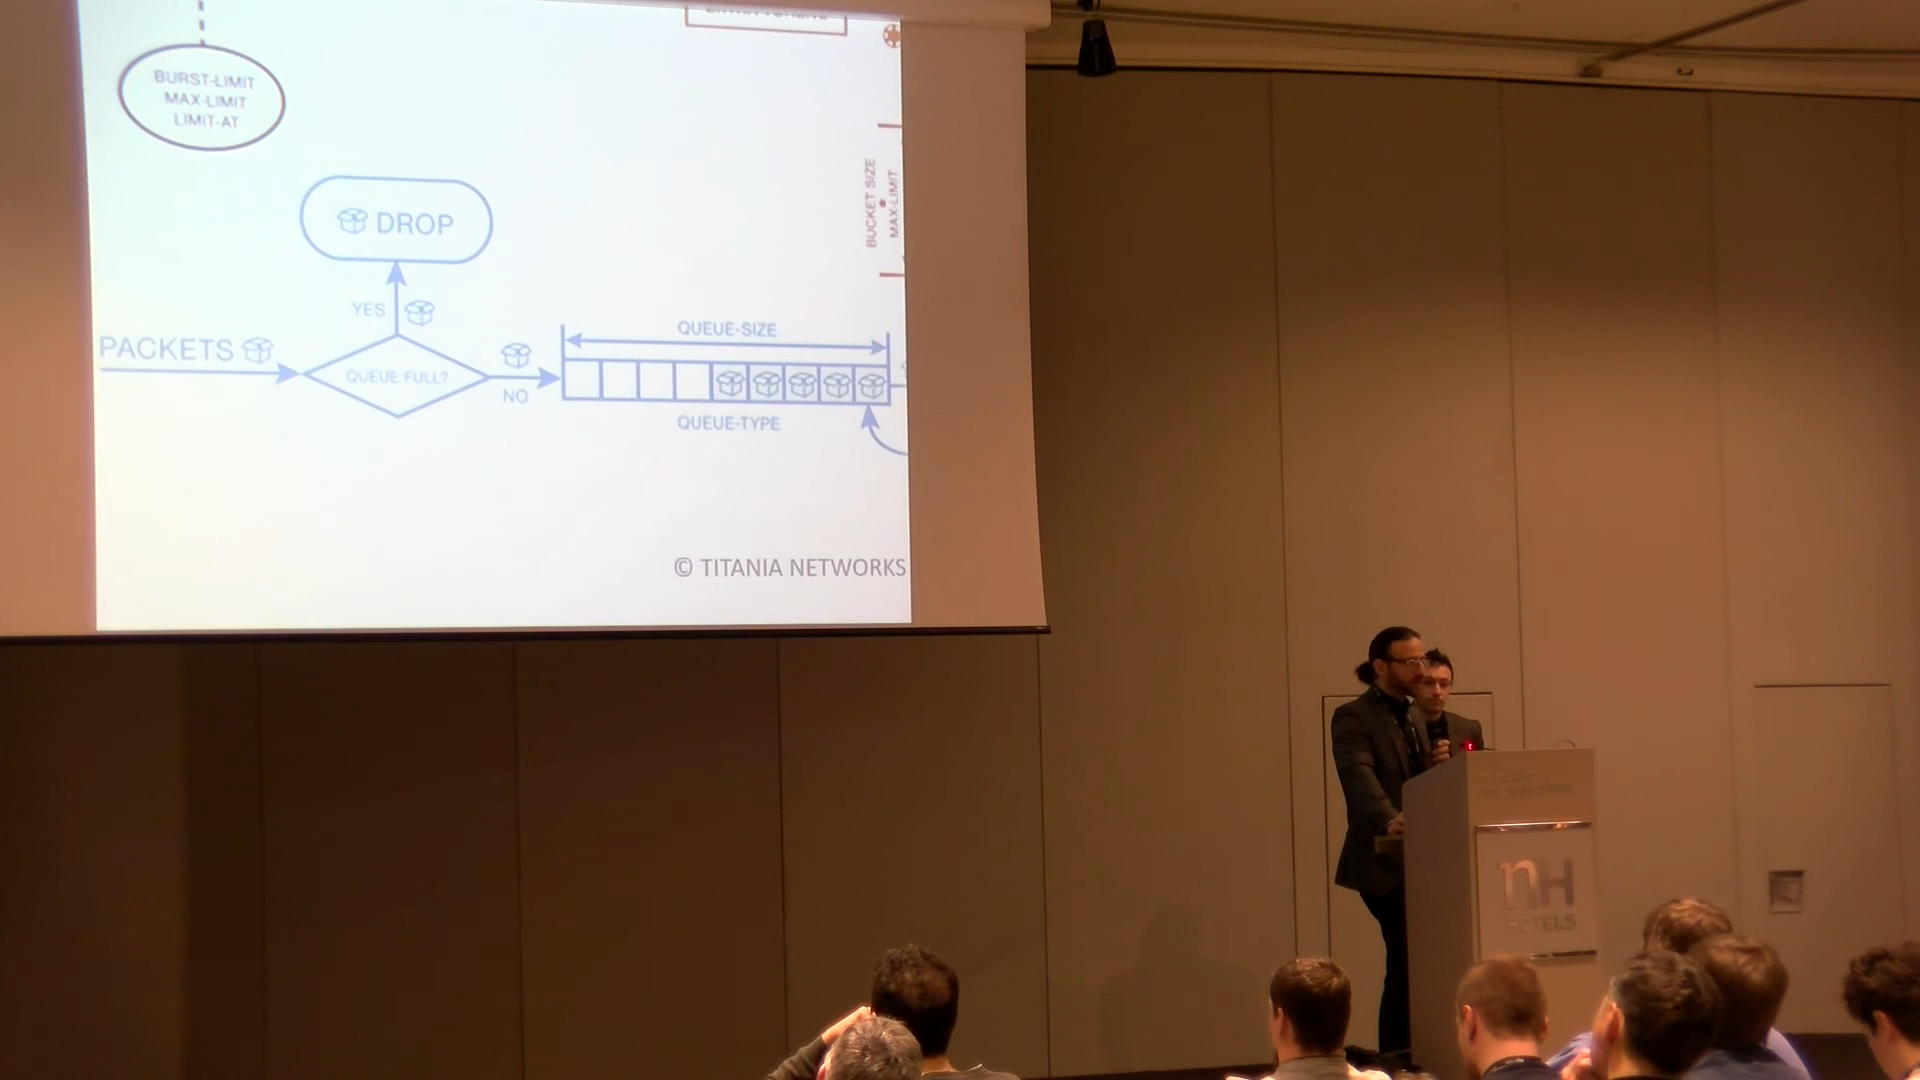 BURST-LIMIT
MAX-LIMIT
LIMIT-AT
DROP
YES
PACKETS
QUEUE FULL?
NO
QUEUE-SIZE
QUEUE-TYPE
BUCKET SIZE
*
MAX-LIMIT
© TITANIA NETWORKS
nH
HOTELS